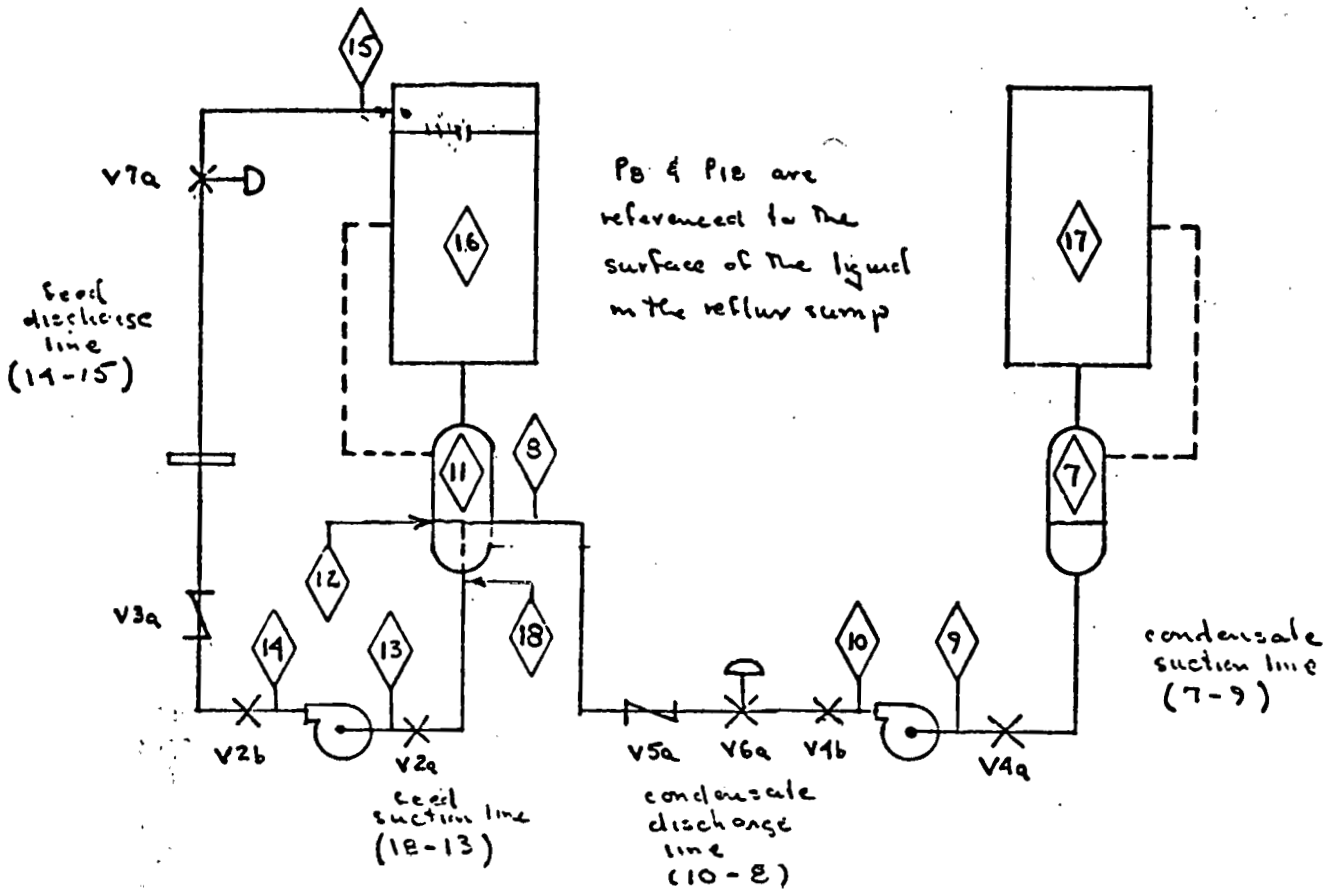 15
V7a
16
17
P8 & P18 are
referenced to the
surface of the liquid
in the reflux sump
feed
discharge
line
(14-15)
11
8
7
12
18
V3a
14
13
10
9
V2b
V2a
V5a
V6a
V4b
V4a
condensate
suction line
(7-9)
feed
suction line
(18-13)
condensate
discharge
line
(10-8)